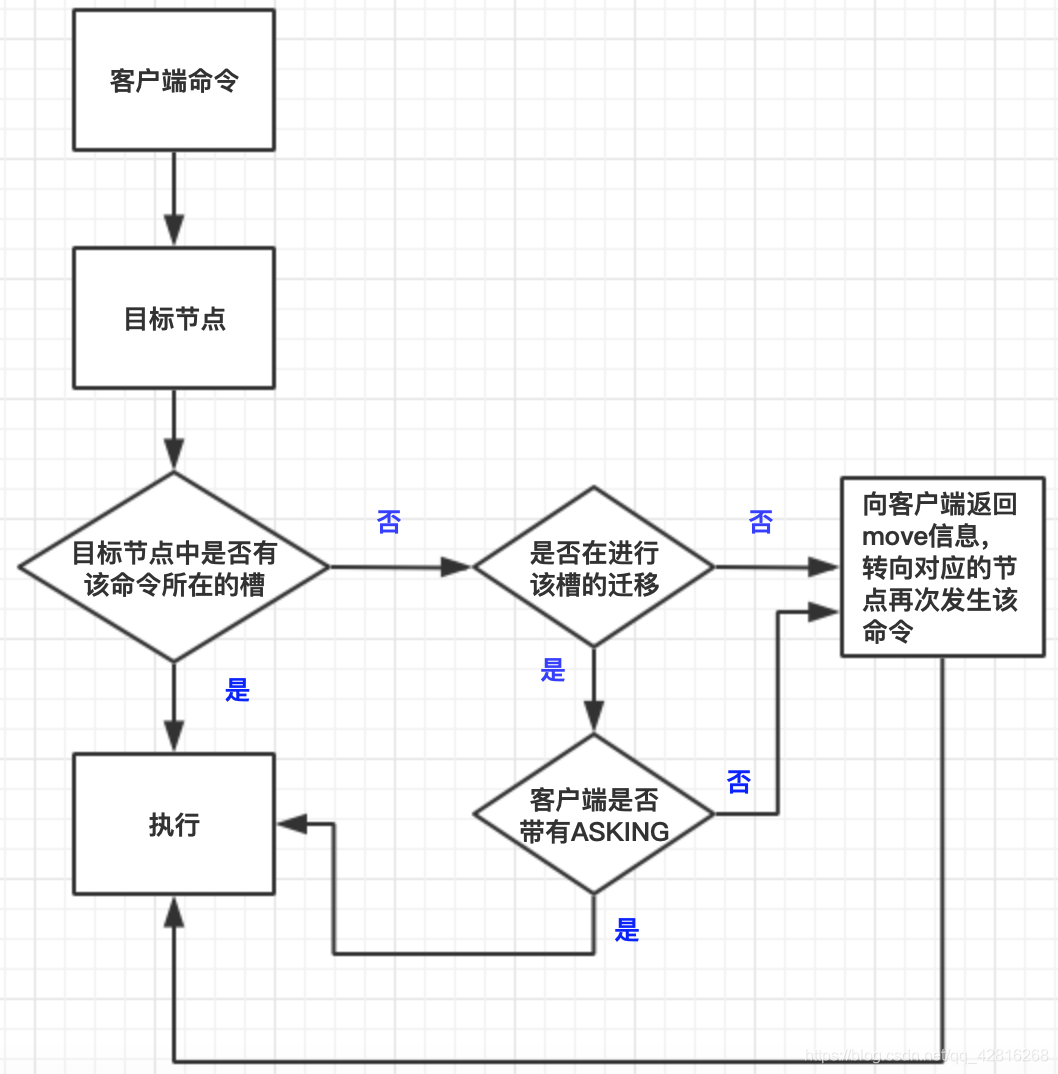 客户端命令
目标节点
目标节点中是否有
该命令所在的槽
否
是否在进行
该槽的迁移
否
向客户端返回
move信息，
转向对应的节
点再次发生该
命令
是
是
客户端是否
带有ASKING
否
执行
是
https://blog.csdn.net/qq_42816268